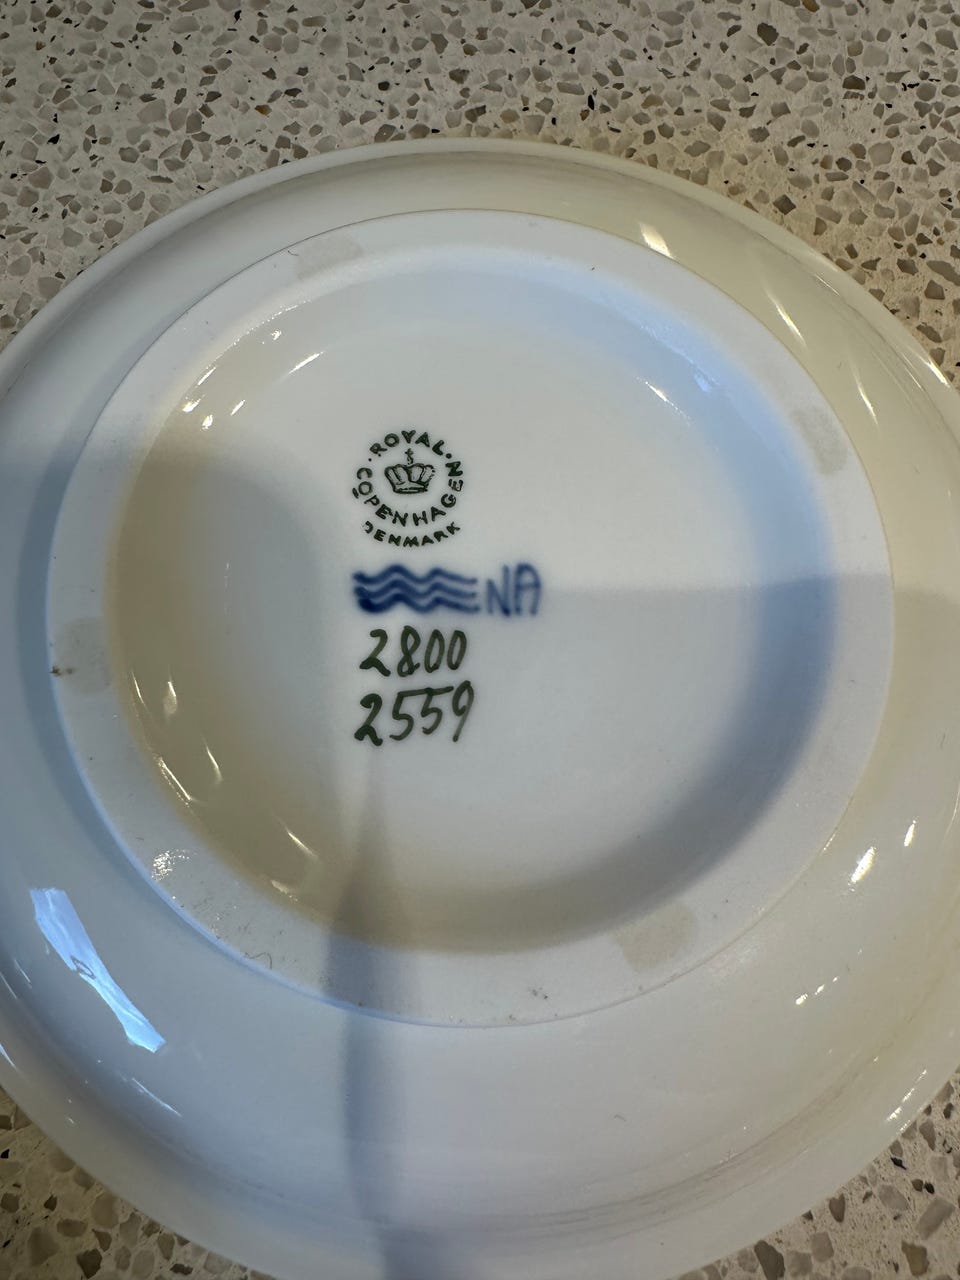 ROYAL COPENHAGEN
DENMARK
NA
2800
2559